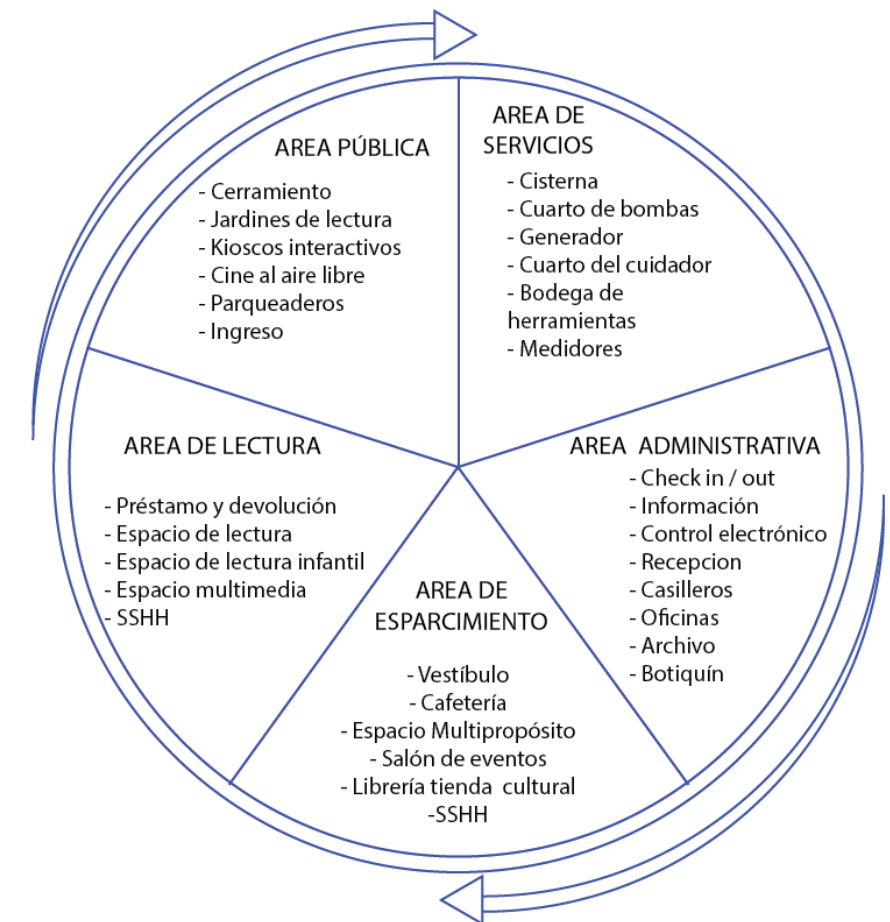 AREA PÚBLICA
- Cerramiento
- Jardines de lectura
- Kioscos interactivos
- Cine al aire libre
- Parqueaderos
- Ingreso
AREA DE
SERVICIOS
- Cisterna
- Cuarto de bombas
- Generador
- Cuarto del cuidador
- Bodega de
herramientas
- Medidores
AREA DE LECTURA
- Préstamo y devolución
- Espacio de lectura
- Espacio de lectura infantil
- Espacio multimedia
- SSHH
AREA DE
ESPARCIMIENTO
- Vestíbulo
- Cafetería
- Espacio Multipropósito
- Salón de eventos
- Librería tienda cultural
-SSHH
AREA ADMINISTRATIVA
- Check in / out
- Información
- Control electrónico
- Recepcion
- Casilleros
- Oficinas
- Archivo
- Botiquín